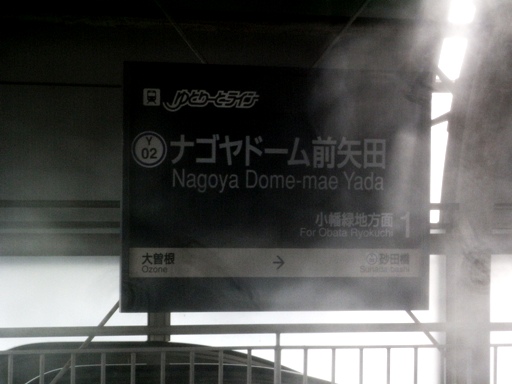 ゆとりーとライン
Y
02
ナゴヤドーム前矢田
Nagoya Dome-mae Yada
小幡緑地方面 1
For Obata Ryokuchi
大曽根
Ozone
→
砂田橋
Sunada-bashi